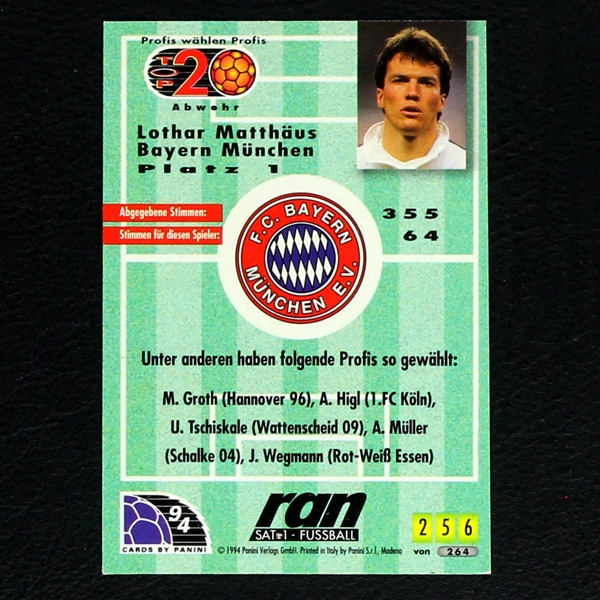 Profis wählen Profis
TOP 20
Abwehr
Lothar Matthäus
Bayern München
Platz 1
Abgegebene Stimmen: 355
Stimmen für diesen Spieler: 64
F.C. BAYERN
MÜNCHEN E.V.
Unter anderen haben folgende Profis so gewählt:
M. Groth (Hannover 96), A. Higl (1.FC Köln),
U. Tschiskale (Wattenscheid 09), A. Müller
(Schalke 04), J. Wegmann (Rot-Weiß Essen)
94
CARDS BY PANINI
ran
SAT1 - FUSSBALL
© 1994 Panini Verlags GmbH. Printed in Italy by Panini S.r.l., Modena
256
von 264